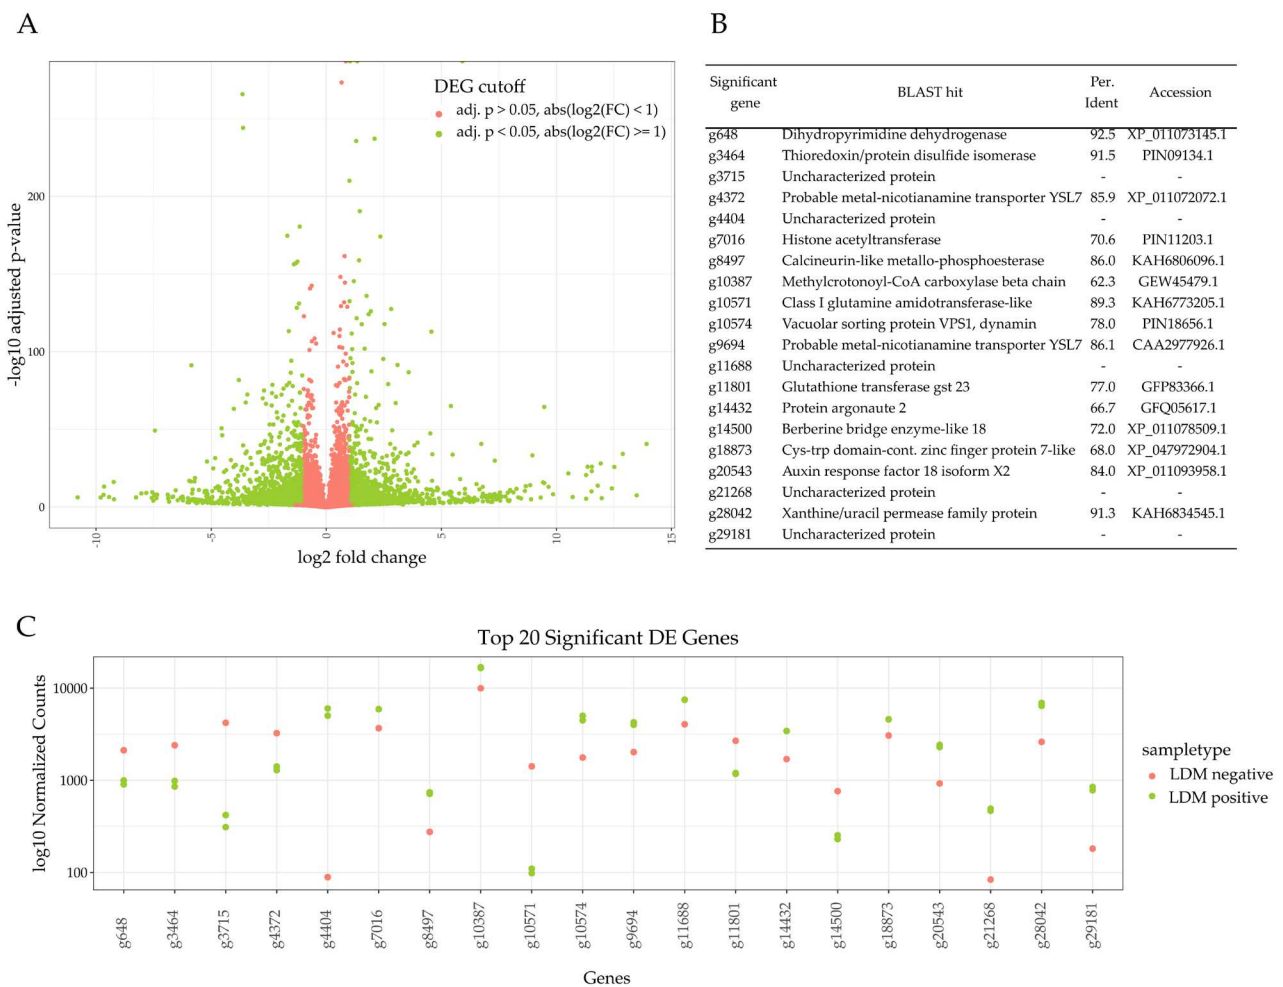 A
DEG cutoff
adj. p > 0.05, abs(log2(FC) < 1)
adj. p < 0.05, abs(log2(FC) >= 1)
-log10 adjusted p-value
200
100
0
-10
-5
0
5
10
15
log2 fold change
B
Significant gene BLAST hit Per. Ident Accession
g648 Dihydropyrimidine dehydrogenase 92.5 XP_011073145.1
g3464 Thioredoxin/protein disulfide isomerase 91.5 PIN09134.1
g3715 Uncharacterized protein - -
g4372 Probable metal-nicotianamine transporter YSL7 85.9 XP_011072072.1
g4404 Uncharacterized protein - -
g7016 Histone acetyltransferase 70.6 PIN11203.1
g8497 Calcineurin-like metallo-phosphoesterase 86.0 KAH6806096.1
g10387 Methylcrotonoyl-CoA carboxylase beta chain 62.3 GEW45479.1
g10571 Class I glutamine amidotransferase-like 89.3 KAH6773205.1
g10574 Vacuolar sorting protein VPS1, dynamin 78.0 PIN18656.1
g9694 Probable metal-nicotianamine transporter YSL7 86.1 CAA2977926.1
g11688 Uncharacterized protein - -
g11801 Glutathione transferase gst 23 77.0 GFP83366.1
g14432 Protein argonaute 2 66.7 GFQ05617.1
g14500 Berberine bridge enzyme-like 18 72.0 XP_011078509.1
g18873 Cys-trp domain-cont. zinc finger protein 7-like 68.0 XP_047972904.1
g20543 Auxin response factor 18 isoform X2 84.0 XP_011093958.1
g21268 Uncharacterized protein - -
g28042 Xanthine/uracil permease family protein 91.3 KAH6834545.1
g29181 Uncharacterized protein - -
C
Top 20 Significant DE Genes
log10 Normalized Counts
10000
1000
100
g648
g3464
g3715
g4372
g4404
g7016
g8497
g10387
g10571
g10574
g9694
g11688
g11801
g14432
g14500
g18873
g20543
g21268
g28042
g29181
Genes
sampletype
LDM negative
LDM positive